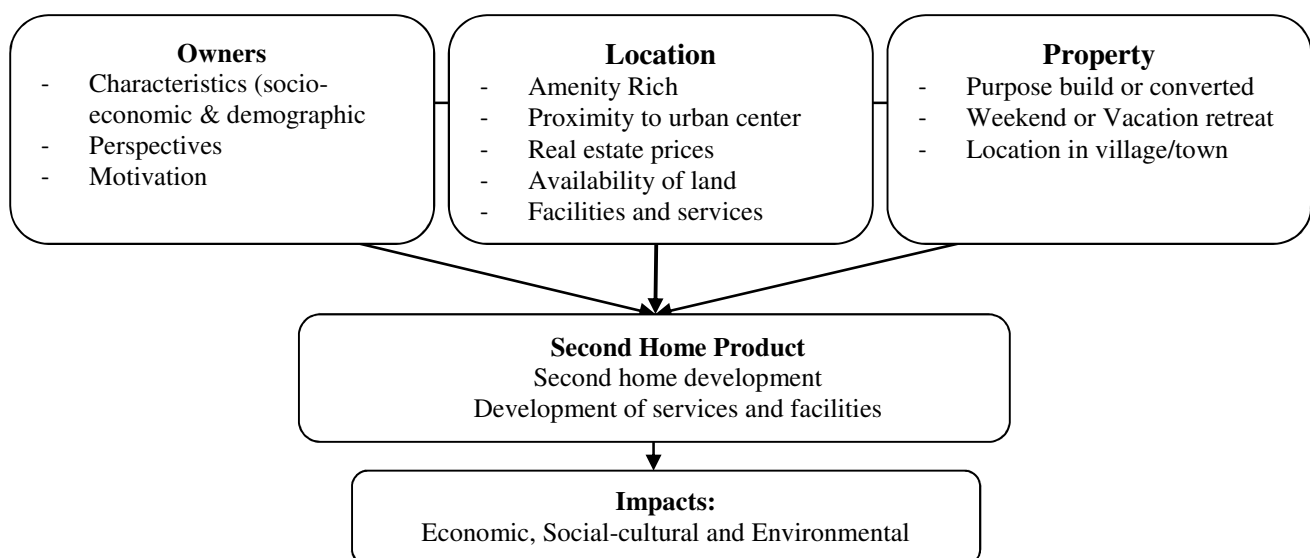 Owners
- Characteristics (socio-
economic & demographic
- Perspectives
- Motivation
Location
- Amenity Rich
- Proximity to urban center
- Real estate prices
- Availability of land
- Facilities and services
Property
- Purpose build or converted
- Weekend or Vacation retreat
- Location in village/town
Second Home Product
Second home development
Development of services and facilities
Impacts:
Economic, Social-cultural and Environmental